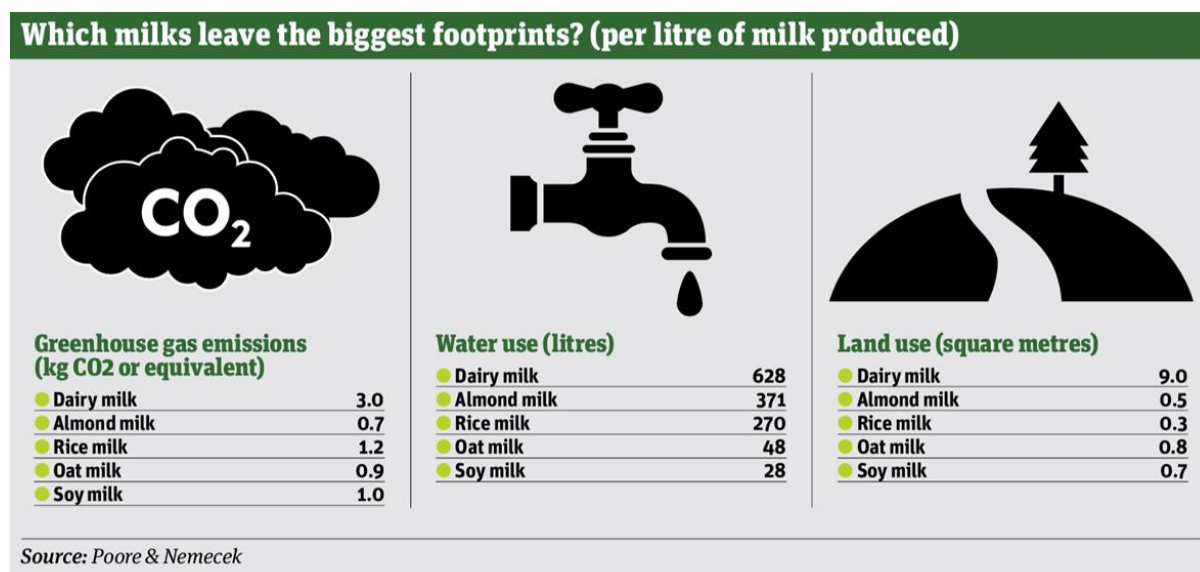 Which milks leave the biggest footprints? (per litre of milk produced)
CO2
Greenhouse gas emissions
(kg CO2 or equivalent)
Dairy milk 3.0
Almond milk 0.7
Rice milk 1.2
Oat milk 0.9
Soy milk 1.0
Water use (litres)
Dairy milk 628
Almond milk 371
Rice milk 270
Oat milk 48
Soy milk 28
Land use (square metres)
Dairy milk 9.0
Almond milk 0.5
Rice milk 0.3
Oat milk 0.8
Soy milk 0.7
Source: Poore & Nemecek